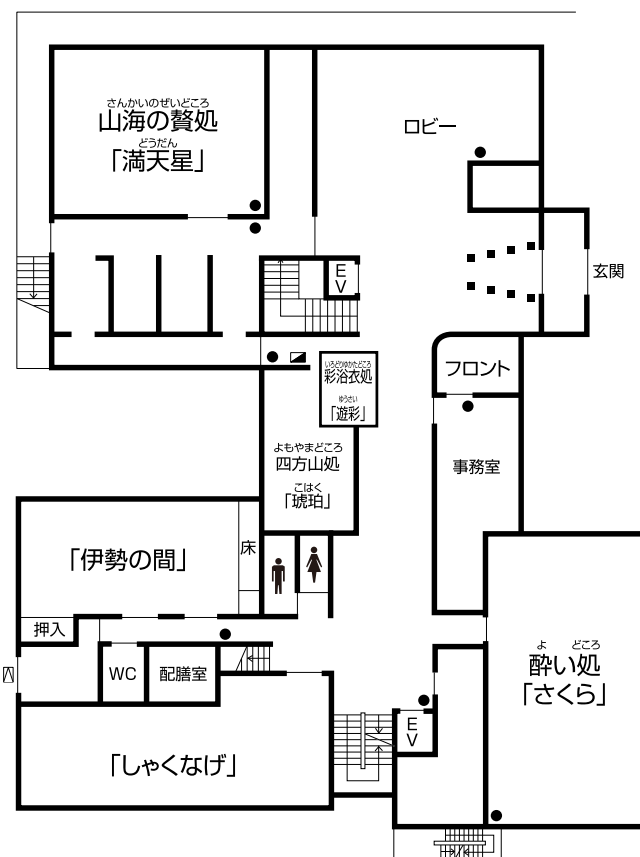 さんかいのぜいどころ
山海の贅処
どうだん
「満天星」
ロビー
EV
玄関
いろどりゆかたどころ
彩浴衣処
ゆうさい
「遊彩」
フロント
よもやまどころ
四方山処
こはく
「琥珀」
事務室
「伊勢の間」
床
押入
WC
配膳室
よ どころ
酔い処
「さくら」
EV
「しゃくなげ」